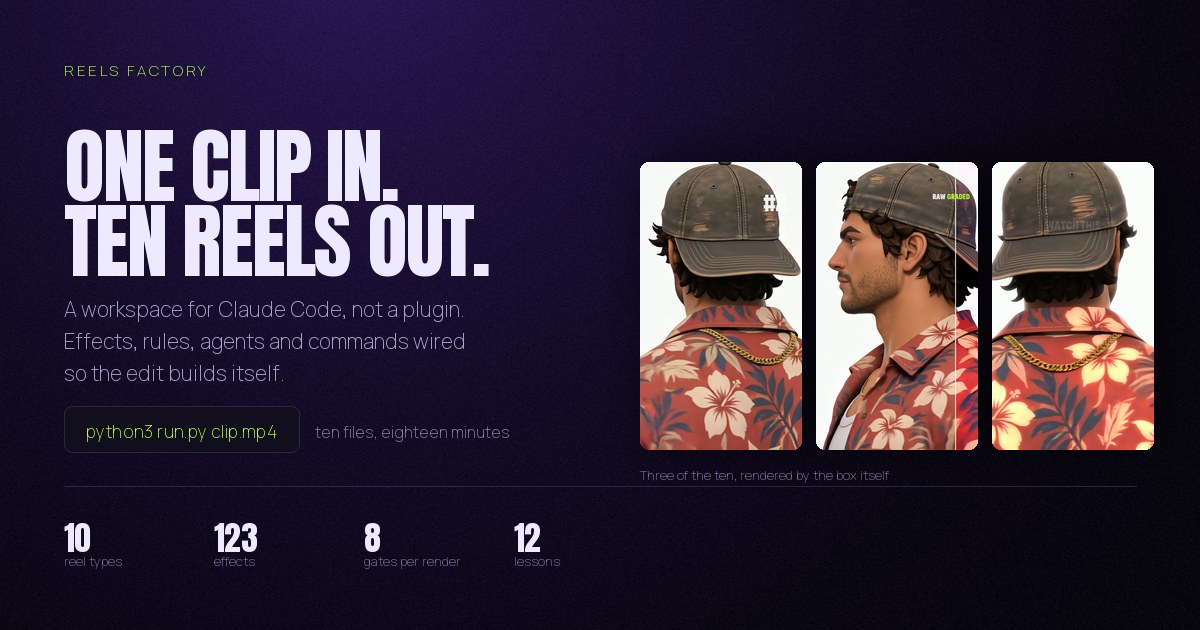 REELS FACTORY
ONE CLIP IN.
TEN REELS OUT.
A workspace for Claude Code, not a plugin.
Effects, rules, agents and commands wired
so the edit builds itself.
python3 run.py clip.mp4
ten files, eighteen minutes
#
RAW GRADED
WATCH THIS
Three of the ten, rendered by the box itself
10
reel types
123
effects
8
gates per render
12
lessons